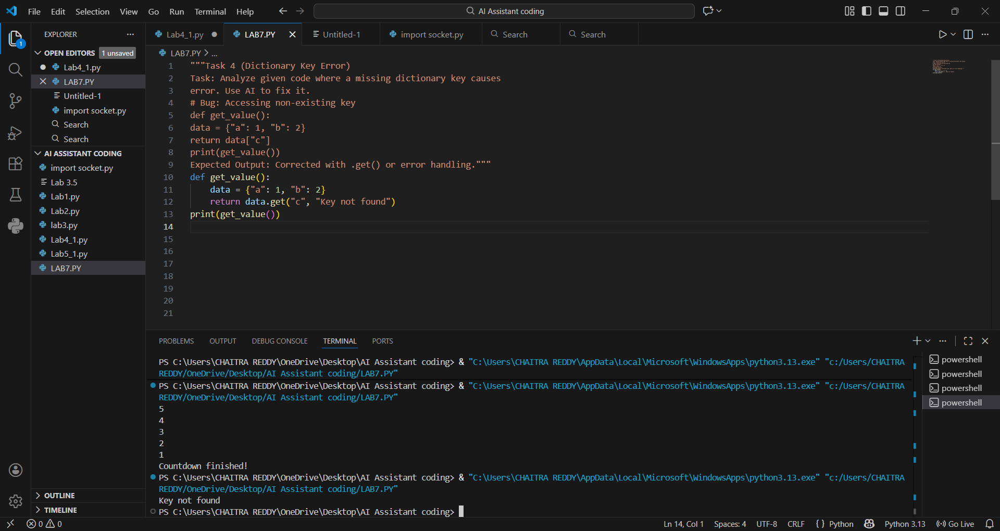 File Edit Selection View Go Run Terminal Help
AI Assistant coding
EXPLORER
Lab4_1.py
LAB7.PY
Untitled-1
import socket.py
Search
Search
OPEN EDITORS 1 unsaved
Lab4_1.py
LAB7.PY
Untitled-1
import socket.py
Search
Search
AI ASSISTANT CODING
import socket.py
Lab 3.5
Lab1.py
Lab2.py
lab3.py
Lab4_1.py
Lab5_1.py
LAB7.PY
OUTLINE
TIMELINE
1
LAB7.PY > ...
1 """Task 4 (Dictionary Key Error)
2 Task: Analyze given code where a missing dictionary key causes
3 error. Use AI to fix it.
4 # Bug: Accessing non-existing key
5 def get_value():
6 data = {"a": 1, "b": 2}
7 return data["c"]
8 print(get_value())
9 Expected Output: Corrected with .get() or error handling."""
10 def get_value():
11     data = {"a": 1, "b": 2}
12     return data.get("c", "Key not found")
13 print(get_value())
14
15
16
17
18
19
20
21
PROBLEMS OUTPUT DEBUG CONSOLE TERMINAL PORTS
PS C:\Users\CHAITRA REDDY\OneDrive\Desktop\AI Assistant coding> & "C:\Users\CHAITRA REDDY\AppData\Local\Microsoft\WindowsApps\python3.13.exe" "c:/Users/CHAITRA
REDDY/OneDrive/Desktop/AI Assistant coding/LAB7.PY"
PS C:\Users\CHAITRA REDDY\OneDrive\Desktop\AI Assistant coding> & "C:\Users\CHAITRA REDDY\AppData\Local\Microsoft\WindowsApps\python3.13.exe" "c:/Users/CHAITRA
REDDY/OneDrive/Desktop/AI Assistant coding/LAB7.PY"
5
4
3
2
1
Countdown finished!
PS C:\Users\CHAITRA REDDY\OneDrive\Desktop\AI Assistant coding> & "C:\Users\CHAITRA REDDY\AppData\Local\Microsoft\WindowsApps\python3.13.exe" "c:/Users/CHAITRA
REDDY/OneDrive/Desktop/AI Assistant coding/LAB7.PY"
Key not found
PS C:\Users\CHAITRA REDDY\OneDrive\Desktop\AI Assistant coding>
powershell
powershell
powershell
powershell
0 0
Ln 14, Col 1 Spaces: 4 UTF-8 CRLF {} Python Python 3.13 Go Live